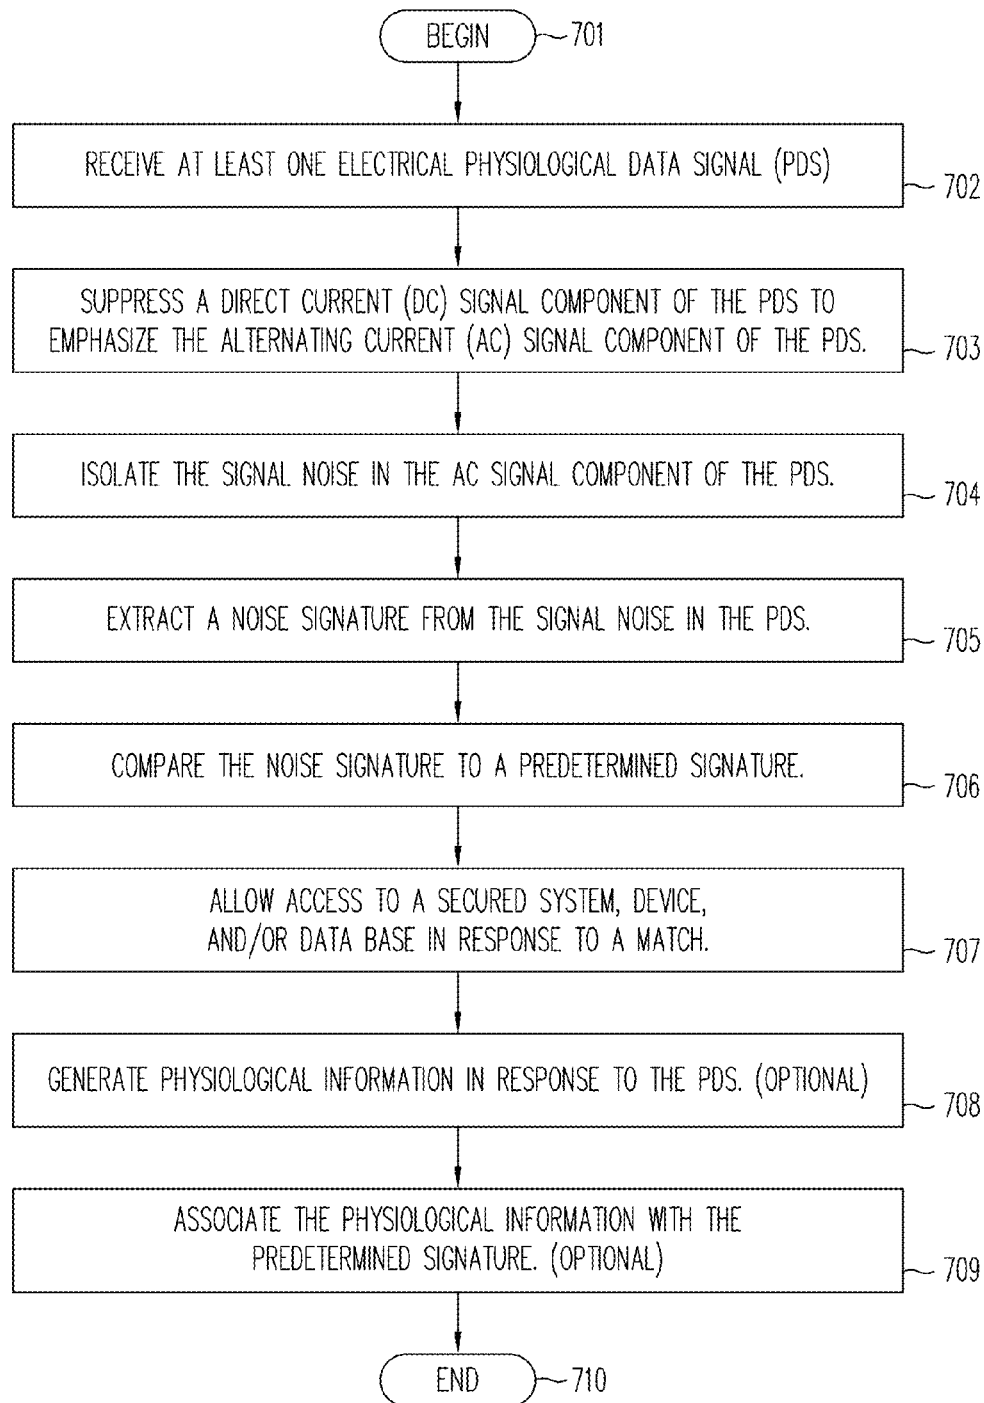 BEGIN
701
RECEIVE AT LEAST ONE ELECTRICAL PHYSIOLOGICAL DATA SIGNAL (PDS)
702
SUPPRESS A DIRECT CURRENT (DC) SIGNAL COMPONENT OF THE PDS TO
EMPHASIZE THE ALTERNATING CURRENT (AC) SIGNAL COMPONENT OF THE PDS.
703
ISOLATE THE SIGNAL NOISE IN THE AC SIGNAL COMPONENT OF THE PDS.
704
EXTRACT A NOISE SIGNATURE FROM THE SIGNAL NOISE IN THE PDS.
705
COMPARE THE NOISE SIGNATURE TO A PREDETERMINED SIGNATURE.
706
ALLOW ACCESS TO A SECURED SYSTEM, DEVICE,
AND/OR DATA BASE IN RESPONSE TO A MATCH.
707
GENERATE PHYSIOLOGICAL INFORMATION IN RESPONSE TO THE PDS. (OPTIONAL)
708
ASSOCIATE THE PHYSIOLOGICAL INFORMATION WITH THE
PREDETERMINED SIGNATURE. (OPTIONAL)
709
END
710